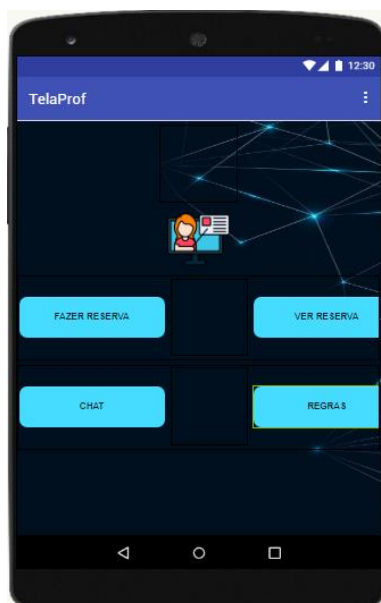 12:30
TelaProf
FAZER RESERVA
VER RESERVA
CHAT
REGRAS